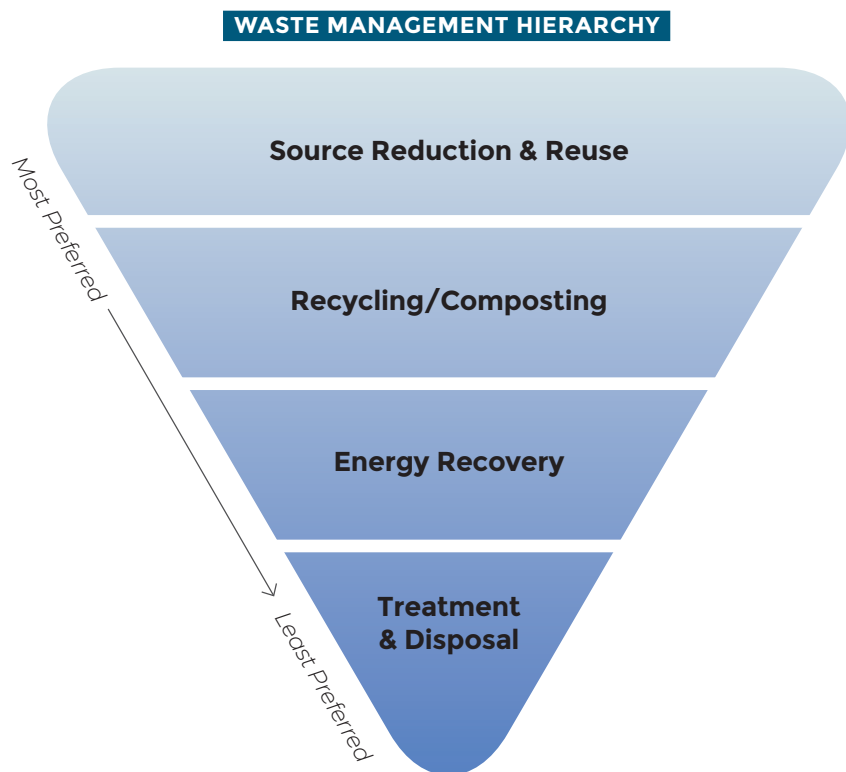 WASTE MANAGEMENT HIERARCHY
Source Reduction & Reuse
Most Preferred
Recycling/Composting
Energy Recovery
Treatment
& Disposal
Least Preferred